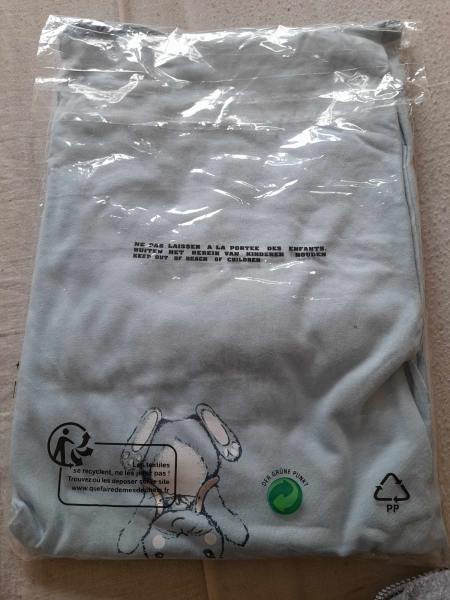 NE PAS LAISSER A LA PORTEE DES ENFANTS.
BUITEN HET BEREIK VAN KINDEREN HOUDEN
KEEP OUT OF REACH OF CHILDREN
Les textiles
se recyclent, ne les jetez pas !
Trouvez où les déposer sur le site
www.quefairedemesdechets.fr
DER GRÜNE PUNKT
PP